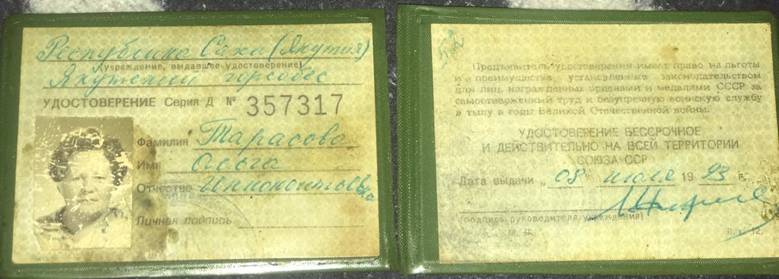 Республика Саха (Якутия)
(учреждение, выдавшее удостоверение)
Якутский горсобес
УДОСТОВЕРЕНИЕ Серия Д № 357317
Фамилия Тарасова
Имя Ольга
Отчество Иннокентьевна
Личная подпись
52
Предъявитель удостоверения имеет право на льготы
и преимущества, установленные законодательством
для лиц, награжденных орденами и медалями СССР за
самоотверженный труд и безупречную воинскую службу
в тылу в годы Великой Отечественной войны.
УДОСТОВЕРЕНИЕ БЕССРОЧНОЕ
И ДЕЙСТВИТЕЛЬНО НА ВСЕЙ ТЕРРИТОРИИ
СОЮЗА ССР
Дата выдачи „08“ июля 1993 г.
(подпись руководителя учреждения)
М. П.